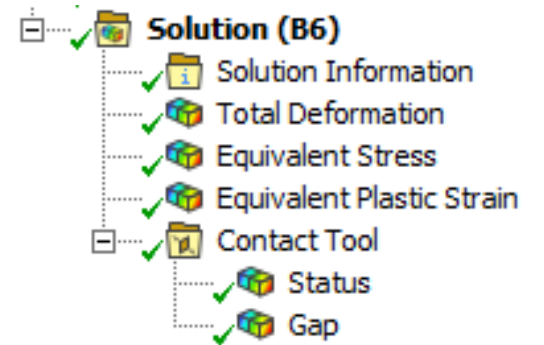 Solution (B6)
Solution Information
Total Deformation
Equivalent Stress
Equivalent Plastic Strain
Contact Tool
Status
Gap